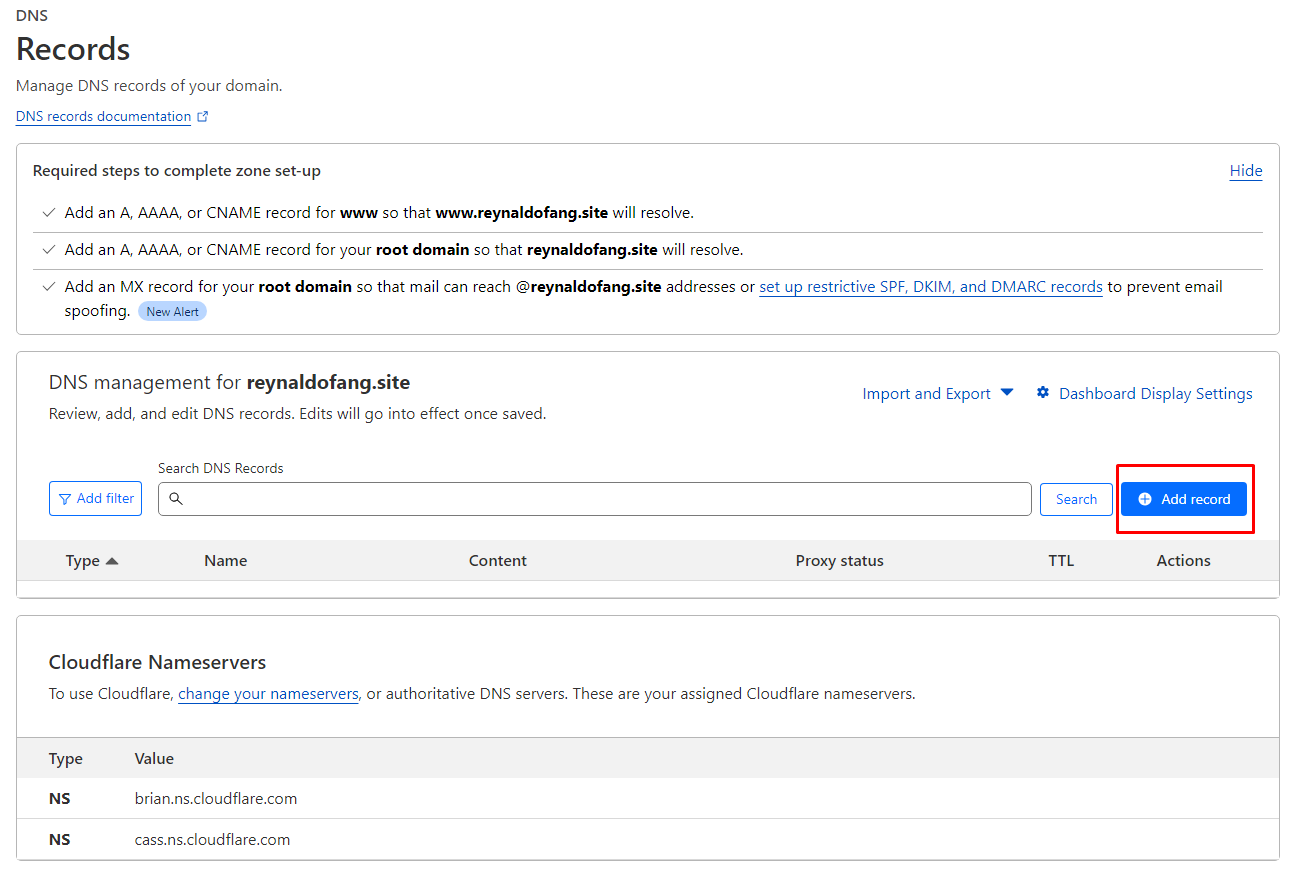 DNS
Records
Manage DNS records of your domain.
DNS records documentation
Required steps to complete zone set-up
Hide
Add an A, AAAA, or CNAME record for www so that www.reynaldofang.site will resolve.
Add an A, AAAA, or CNAME record for your root domain so that reynaldofang.site will resolve.
Add an MX record for your root domain so that mail can reach @reynaldofang.site addresses or set up restrictive SPF, DKIM, and DMARC records to prevent email
spoofing. New Alert
DNS management for reynaldofang.site
Review, add, and edit DNS records. Edits will go into effect once saved.
Import and Export
Dashboard Display Settings
Search DNS Records
Add filter
Search
Add record
Type Name Content Proxy status TTL Actions
Cloudflare Nameservers
To use Cloudflare, change your nameservers, or authoritative DNS servers. These are your assigned Cloudflare nameservers.
Type Value
NS brian.ns.cloudflare.com
NS cass.ns.cloudflare.com